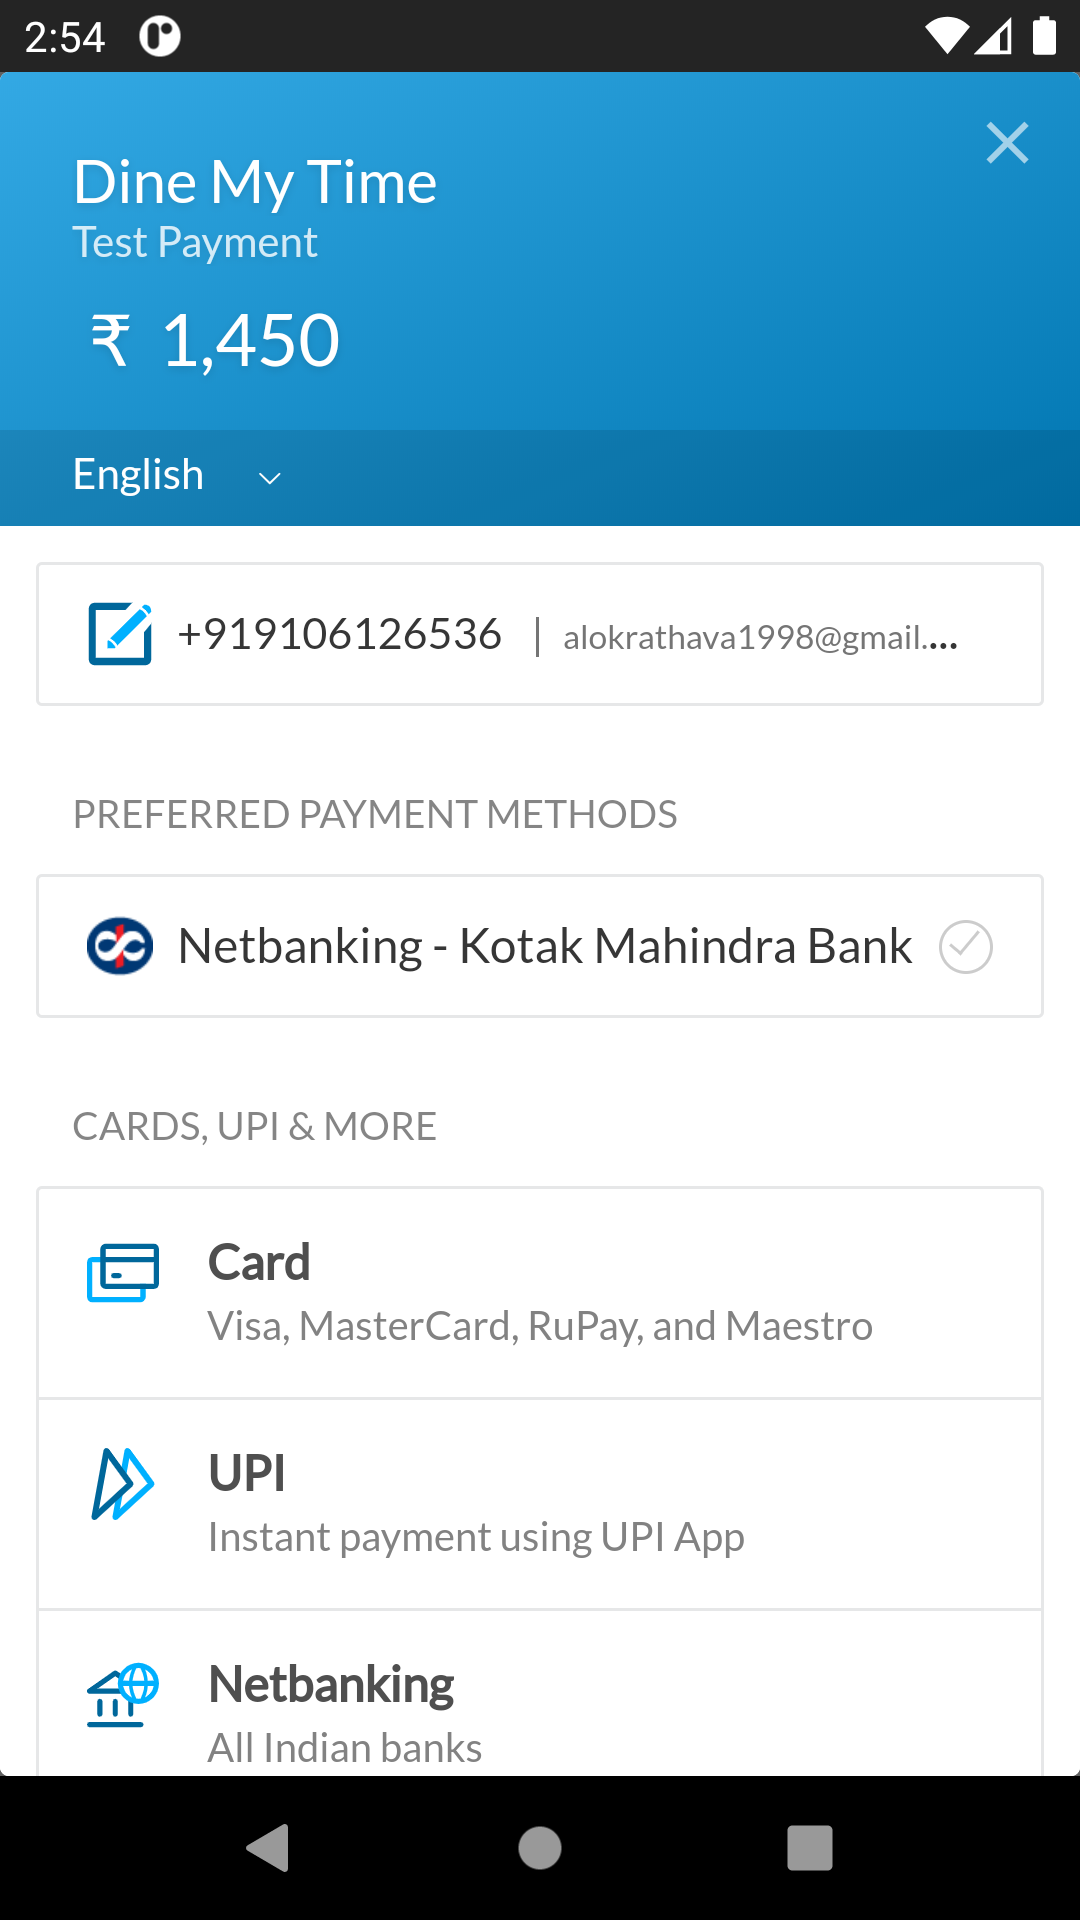 2:54
Dine My Time
Test Payment
₹ 1,450
English
+919106126536 | alokrathava1998@gmail....
PREFERRED PAYMENT METHODS
Netbanking - Kotak Mahindra Bank
CARDS, UPI & MORE
Card
Visa, MasterCard, RuPay, and Maestro
UPI
Instant payment using UPI App
Netbanking
All Indian banks